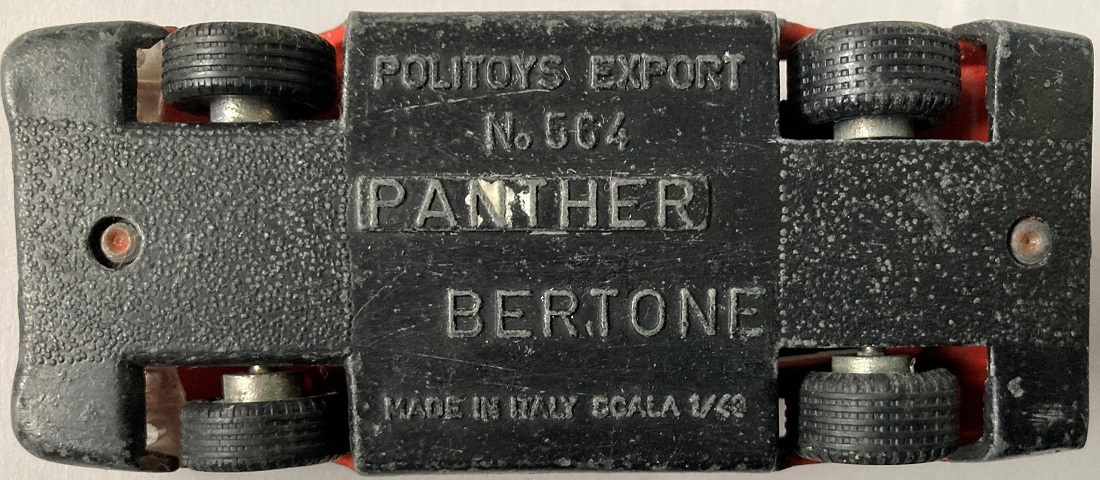 POLITOYS EXPORT
N. 564
PANTHER
BERTONE
MADE IN ITALY SCALA 1/43